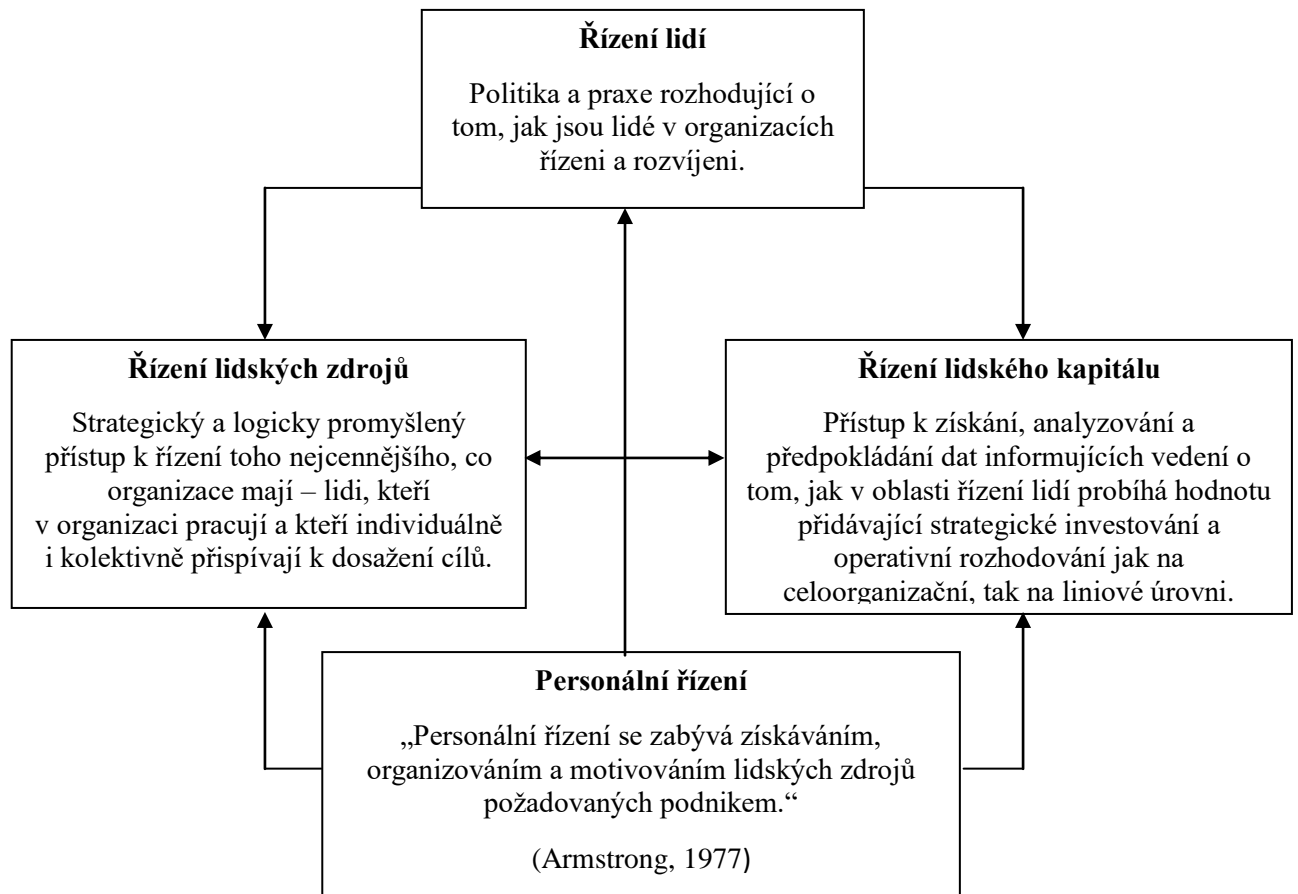 Řízení lidí
Politika a praxe rozhodující o
tom, jak jsou lidé v organizacích
řízeni a rozvíjeni.
Řízení lidských zdrojů
Strategický a logicky promyšlený
přístup k řízení toho nejcennějšího, co
organizace mají – lidi, kteří
v organizaci pracují a kteří individuálně
i kolektivně přispívají k dosažení cílů.
Řízení lidského kapitálu
Přístup k získání, analyzování a
předpokládání dat informujících vedení o
tom, jak v oblasti řízení lidí probíhá hodnotu
přidávající strategické investování a
operativní rozhodování jak na
celoorganizační, tak na liniové úrovni.
Personální řízení
„Personální řízení se zabývá získáváním,
organizováním a motivováním lidských zdrojů
požadovaných podnikem.“
(Armstrong, 1977)